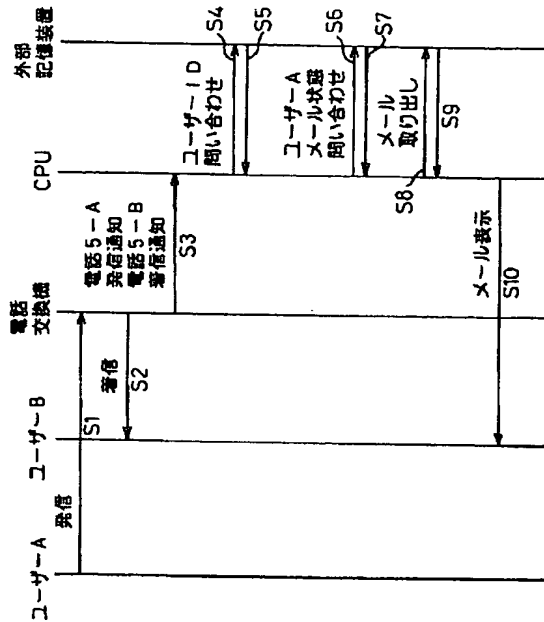 ユーザーA
ユーザーB
電話
交換機
CPU
外部
記憶装置
発信
S1
着信
S2
電話5-A
発信通知
電話5-B
着信通知
S3
ユーザーID
問い合わせ
S4
S5
ユーザーA
メール状態
問い合わせ
S6
S7
メール
取り出し
S8
S9
メール表示
S10